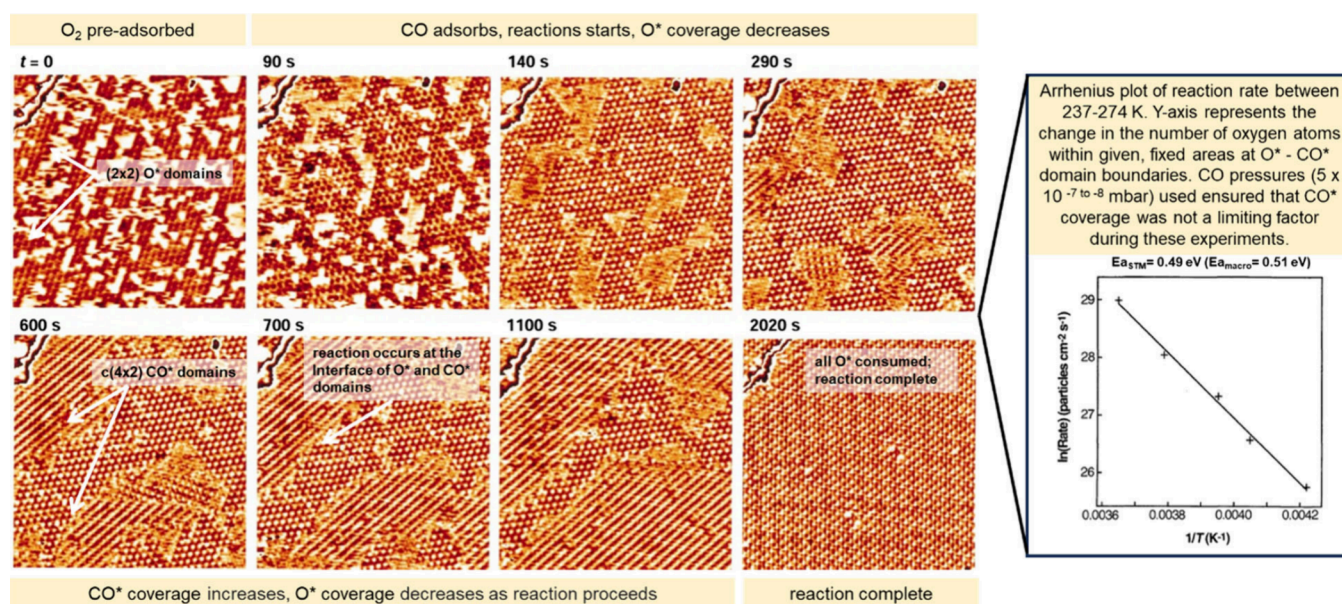 O2 pre-adsorbed
CO adsorbs, reactions starts, O* coverage decreases
t = 0
90 s
140 s
290 s
(2x2) O* domains
600 s
700 s
1100 s
2020 s
c(4x2) CO* domains
reaction occurs at the
Interface of O* and CO*
domains
all O* consumed;
reaction complete
CO* coverage increases, O* coverage decreases as reaction proceeds
reaction complete
Arrhenius plot of reaction rate between
237-274 K. Y-axis represents the
change in the number of oxygen atoms
within given, fixed areas at O* - CO*
domain boundaries. CO pressures (5 x
10 -7 to -8 mbar) used ensured that CO*
coverage was not a limiting factor
during these experiments.
EaSTM= 0.49 eV (Eamacro= 0.51 eV)
ln(Rate) (particles cm-2 s-1)
29
28
27
26
0.0036
0.0038
0.0040
0.0042
1/T (K-1)